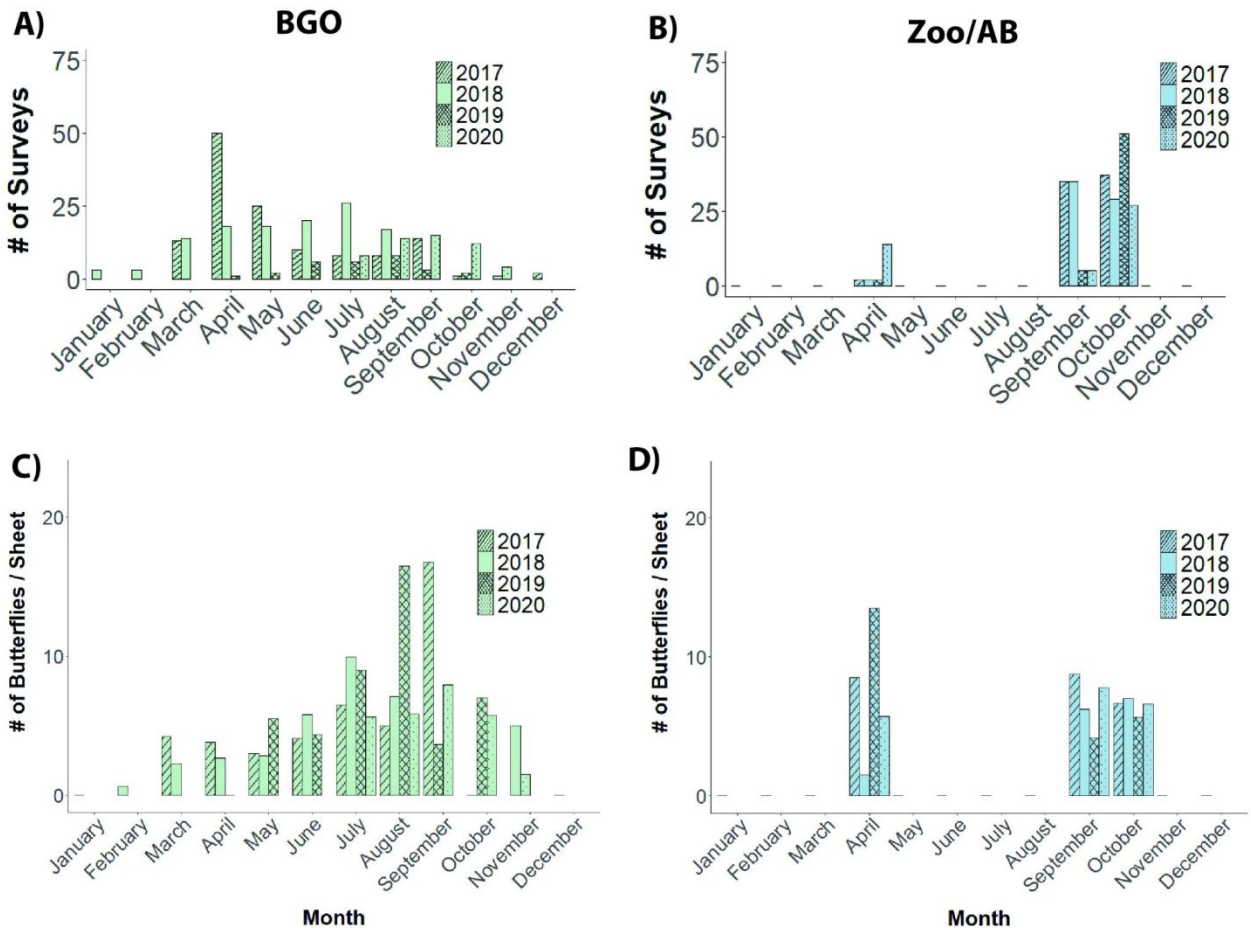 A)
BGO
75
50
25
0
# of Surveys
2017
2018
2019
2020
January
February
March
April
May
June
July
August
September
October
November
December
B)
Zoo/AB
75
50
25
0
# of Surveys
2017
2018
2019
2020
January
February
March
April
May
June
July
August
September
October
November
December
C)
20
10
0
# of Butterflies / Sheet
2017
2018
2019
2020
January
February
March
April
May
June
July
August
September
October
November
December
Month
D)
20
10
0
# of Butterflies / Sheet
2017
2018
2019
2020
January
February
March
April
May
June
July
August
September
October
November
December
Month